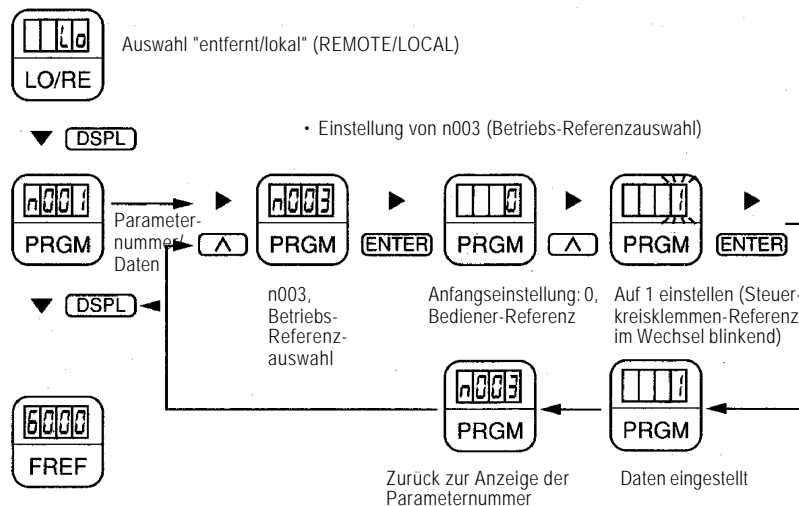 Lo
LO/RE
Auswahl "entfernt/lokal" (REMOTE/LOCAL)
DSPL
• Einstellung von n003 (Betriebs-Referenzauswahl)
n001
PRGM
Parameter-
nummer/
Daten
n003
PRGM
ENTER
0
PRGM
1
PRGM
ENTER
DSPL
n003,
Betriebs-
Referenz-
auswahl
Anfangseinstellung: 0,
Bediener-Referenz
Auf 1 einstellen (Steuer-
kreisklemmen-Referenz
im Wechsel blinkend)
60.00
FREF
n003
PRGM
1
PRGM
Zurück zur Anzeige der
Parameternummer
Daten eingestellt